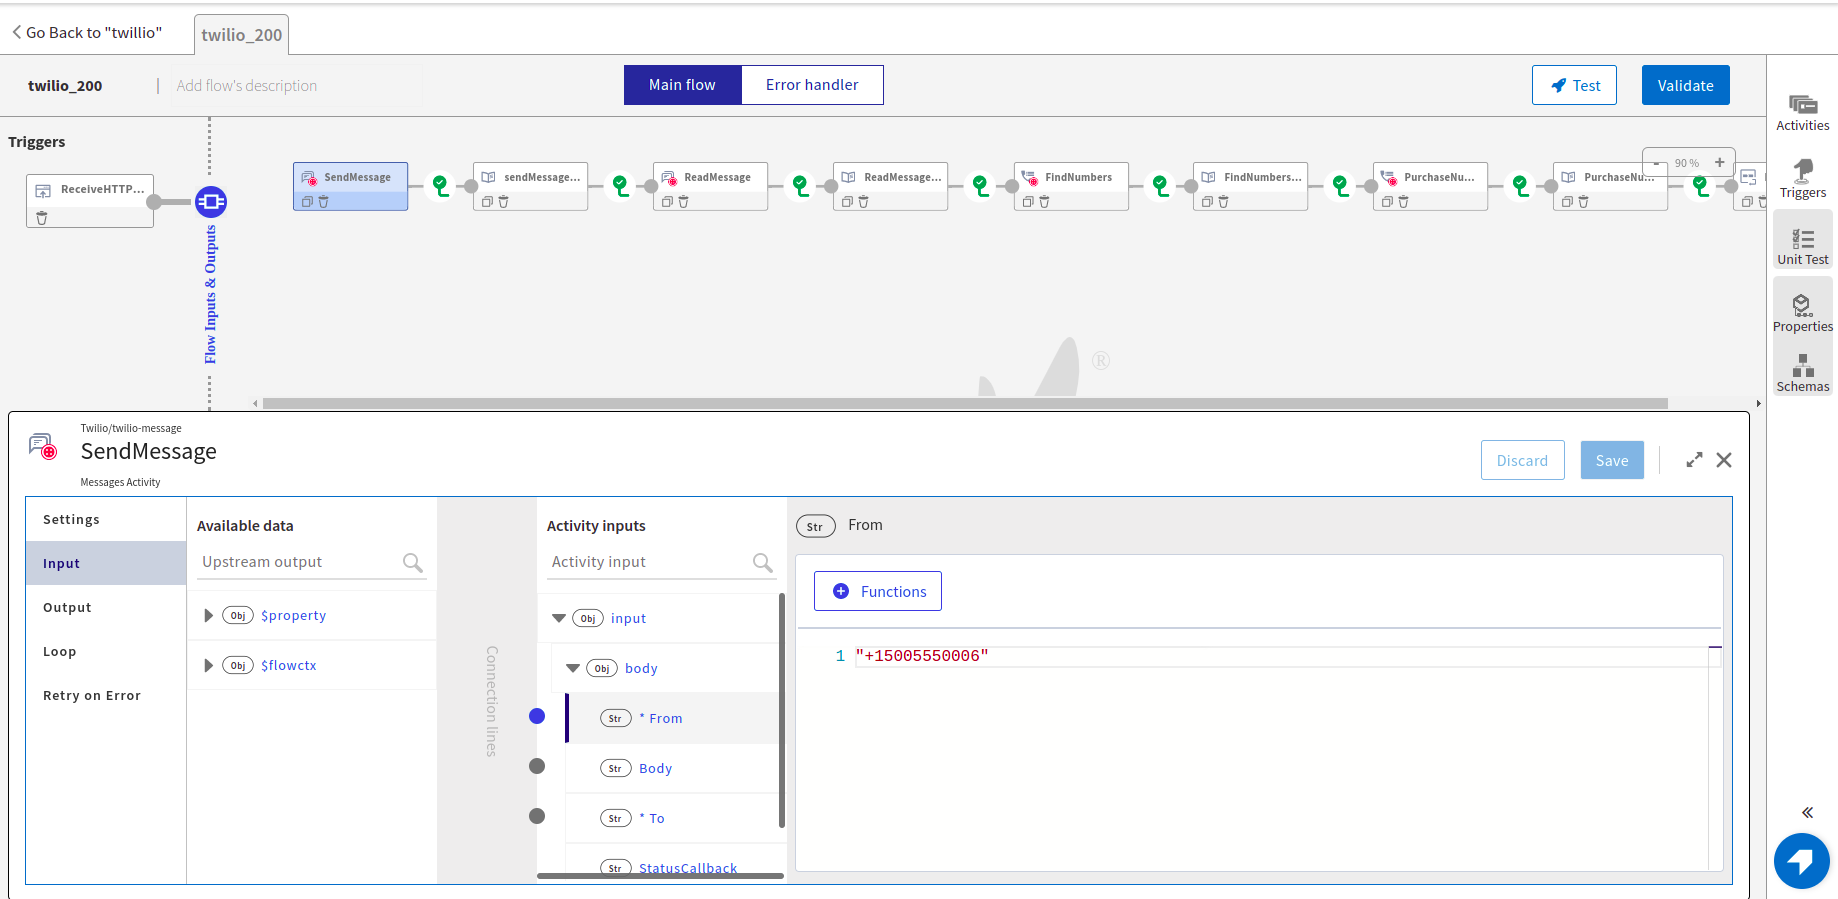 Go Back to "twillio"
twilio_200
twilio_200
Add flow's description
Main flow
Error handler
Test
Validate
Activities
Triggers
Unit Test
Properties
Schemas
Triggers
ReceiveHTTP...
Flow Inputs & Outputs
SendMessage
sendMessage...
ReadMessage
ReadMessage...
FindNumbers
FindNumbers...
PurchaseNu...
PurchaseNu...
- 90 % +
®
Twilio/twilio-message
SendMessage
Messages Activity
Discard
Save
Settings
Input
Output
Loop
Retry on Error
Available data
Upstream output
Obj $property
Obj $flowctx
Connection lines
Activity inputs
Activity input
Obj input
Obj body
Str * From
Str Body
Str * To
Str StatusCallback
Str From
Functions
1 "+15005550006"